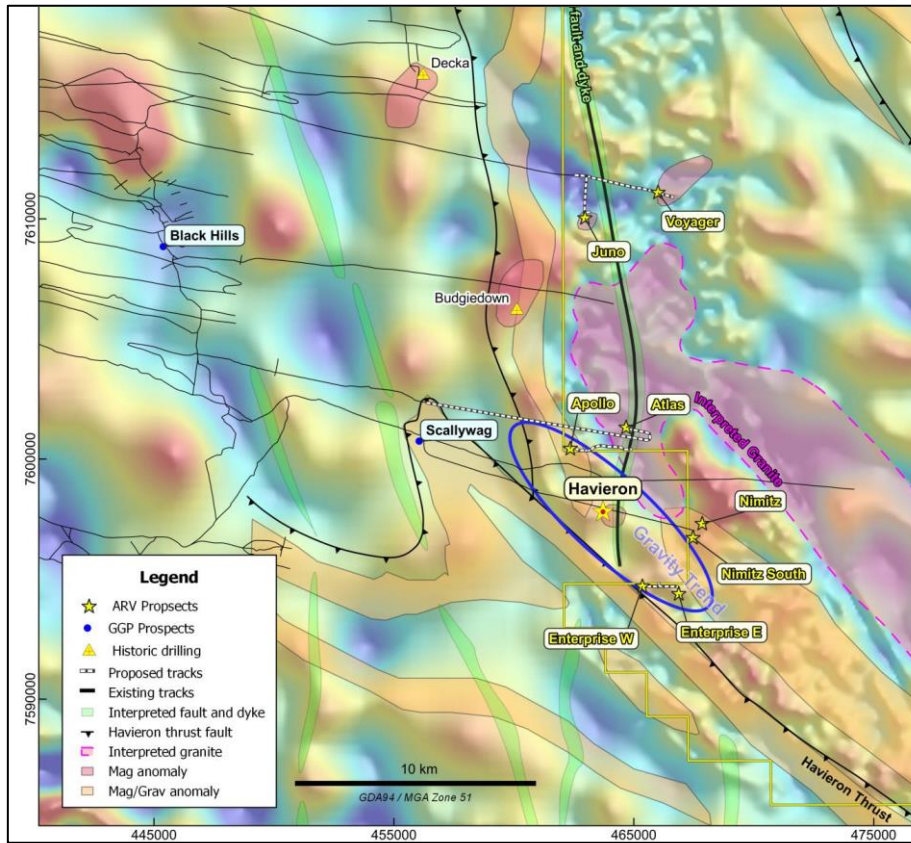 fault and dyke
Decka
7610000
Black Hills
Voyager
Juno
Budgiedown
Apollo
Atlas
Interpreted Granite
Scallywag
7600000
Havieron
Nimitz
Gravity Trend
Nimitz South
Enterprise W
Enterprise E
7590000
Legend
ARV Propsects
GGP Prospects
Historic drilling
Proposed tracks
Existing tracks
Interpreted fault and dyke
Havieron thrust fault
Interpreted granite
Mag anomaly
Mag/Grav anomaly
10 km
GDA94 / MGA Zone 51
Havieron Thrust
445000
455000
465000
475000